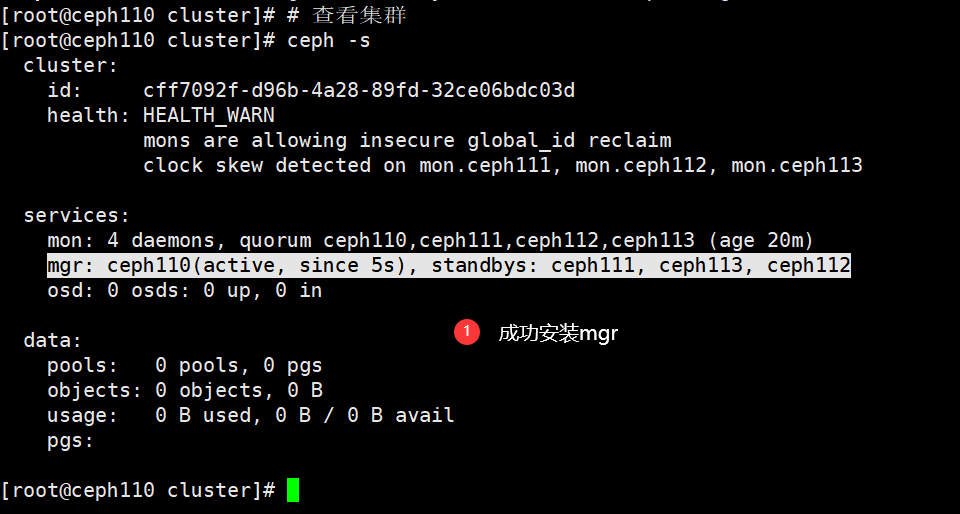 [root@ceph110 cluster]# # 查看集群
[root@ceph110 cluster]# ceph -s
  cluster:
    id:     cff7092f-d96b-4a28-89fd-32ce06bdc03d
    health: HEALTH_WARN
            mons are allowing insecure global_id reclaim
            clock skew detected on mon.ceph111, mon.ceph112, mon.ceph113

  services:
    mon: 4 daemons, quorum ceph110,ceph111,ceph112,ceph113 (age 20m)
    mgr: ceph110(active, since 5s), standbys: ceph111, ceph113, ceph112
    osd: 0 osds: 0 up, 0 in
1 成功安装mgr
  data:
    pools:   0 pools, 0 pgs
    objects: 0 objects, 0 B
    usage:   0 B used, 0 B / 0 B avail
    pgs:

[root@ceph110 cluster]#